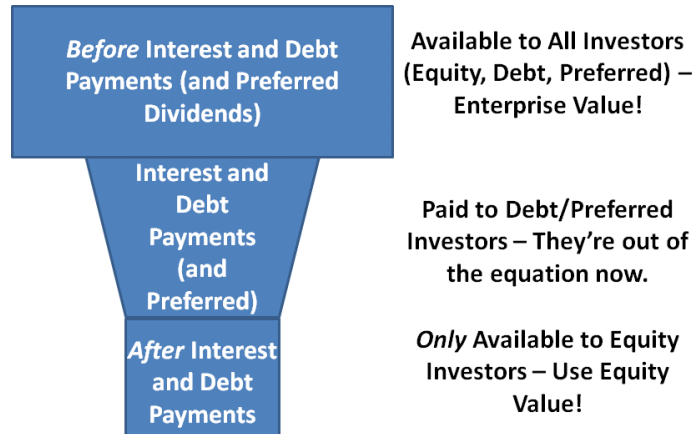 Before Interest and Debt
Payments (and Preferred
Dividends)
Available to All Investors
(Equity, Debt, Preferred) –
Enterprise Value!
Interest and
Debt
Payments
(and
Preferred)
Paid to Debt/Preferred
Investors – They’re out of
the equation now.
After Interest
and Debt
Payments
Only Available to Equity
Investors – Use Equity
Value!